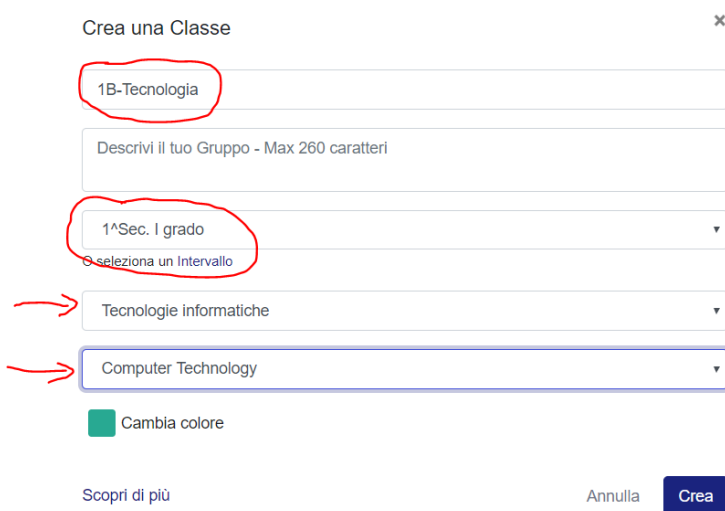 Crea una Classe
1B-Tecnologia
Descrivi il tuo Gruppo - Max 260 caratteri
1^Sec. I grado
O seleziona un Intervallo
Tecnologie informatiche
Computer Technology
Cambia colore
Scopri di più
Annulla
Crea